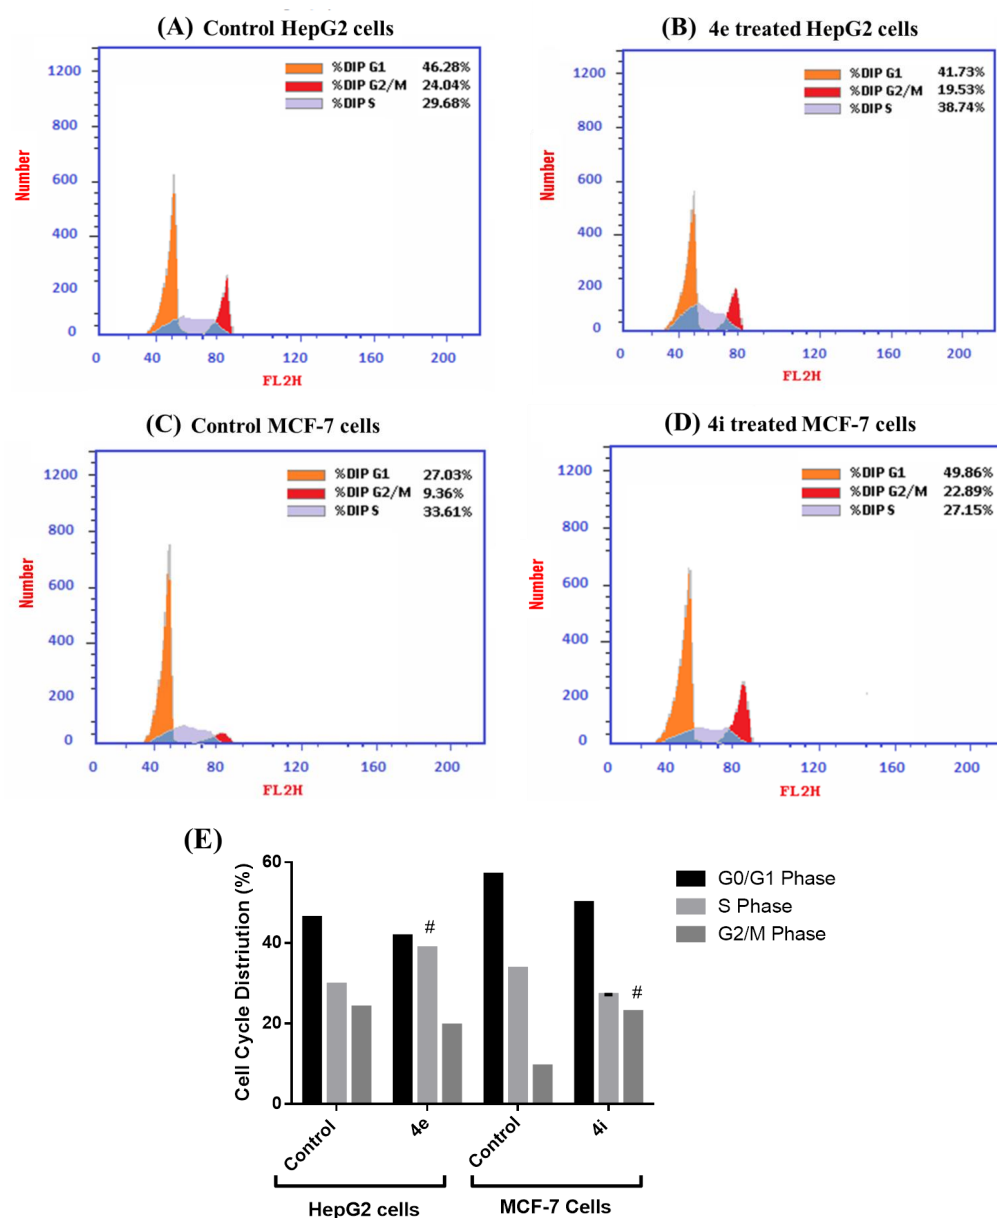 (A) Control HepG2 cells
%DIP G1 46.28%
%DIP G2/M 24.04%
%DIP S 29.68%
1200
800
600
400
200
0
Number
0 40 80 120 160 200
FL2H
(B) 4e treated HepG2 cells
%DIP G1 41.73%
%DIP G2/M 19.53%
%DIP S 38.74%
1200
800
600
400
200
0
Number
0 40 80 120 160 200
FL2H
(C) Control MCF-7 cells
%DIP G1 27.03%
%DIP G2/M 9.36%
%DIP S 33.61%
1200
800
600
400
200
0
Number
0 40 80 120 160 200
FL2H
(D) 4i treated MCF-7 cells
%DIP G1 49.86%
%DIP G2/M 22.89%
%DIP S 27.15%
1200
800
600
400
200
0
Number
0 40 80 120 160 200
FL2H
(E)
Cell Cycle Distriution (%)
60
40
20
0
#
#
G0/G1 Phase
S Phase
G2/M Phase
Control 4e Control 4i
HepG2 cells MCF-7 Cells